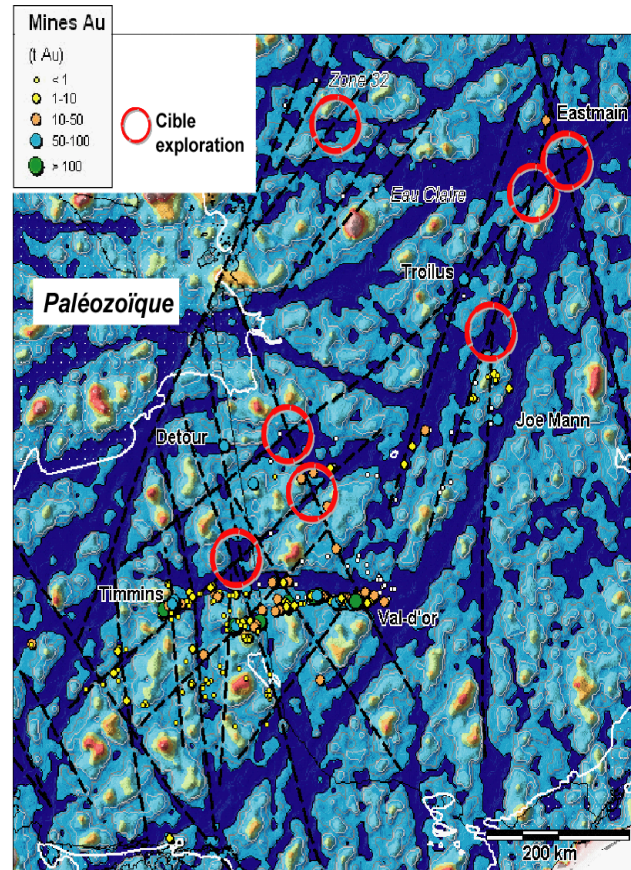 Mines Au
(t Au)
< 1
1-10
10-50
50-100
> 100
Cible
exploration
Zone 32
Eastmain
Eau Claire
Troilus
Paléozoïque
Detour
Joe Mann
Timmins
Val-d'or
200 km